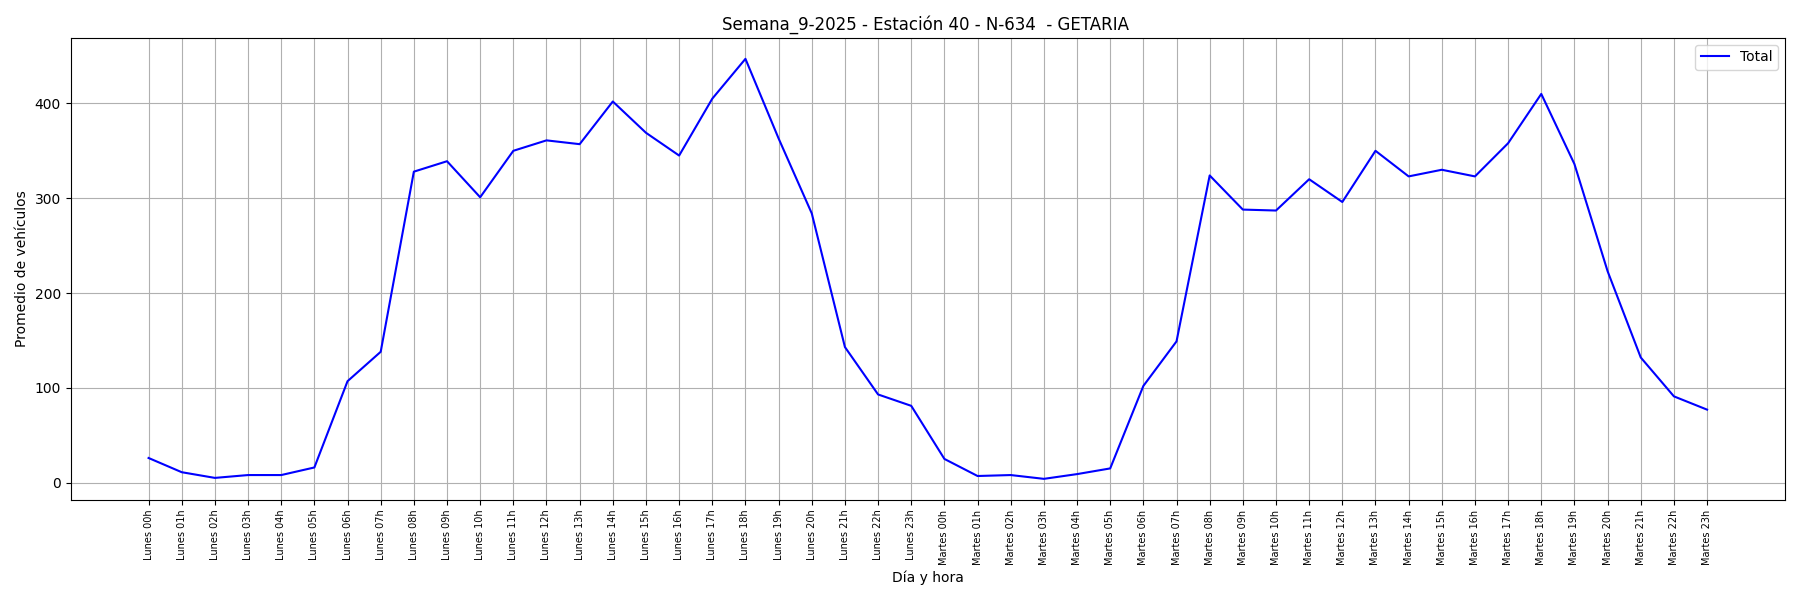 Semana_9-2025 - Estación 40 - N-634  - GETARIA
Total
Promedio de vehículos
400
300
200
100
0
Lunes 00h
Lunes 01h
Lunes 02h
Lunes 03h
Lunes 04h
Lunes 05h
Lunes 06h
Lunes 07h
Lunes 08h
Lunes 09h
Lunes 10h
Lunes 11h
Lunes 12h
Lunes 13h
Lunes 14h
Lunes 15h
Lunes 16h
Lunes 17h
Lunes 18h
Lunes 19h
Lunes 20h
Lunes 21h
Lunes 22h
Lunes 23h
Martes 00h
Martes 01h
Martes 02h
Martes 03h
Martes 04h
Martes 05h
Martes 06h
Martes 07h
Martes 08h
Martes 09h
Martes 10h
Martes 11h
Martes 12h
Martes 13h
Martes 14h
Martes 15h
Martes 16h
Martes 17h
Martes 18h
Martes 19h
Martes 20h
Martes 21h
Martes 22h
Martes 23h
Día y hora